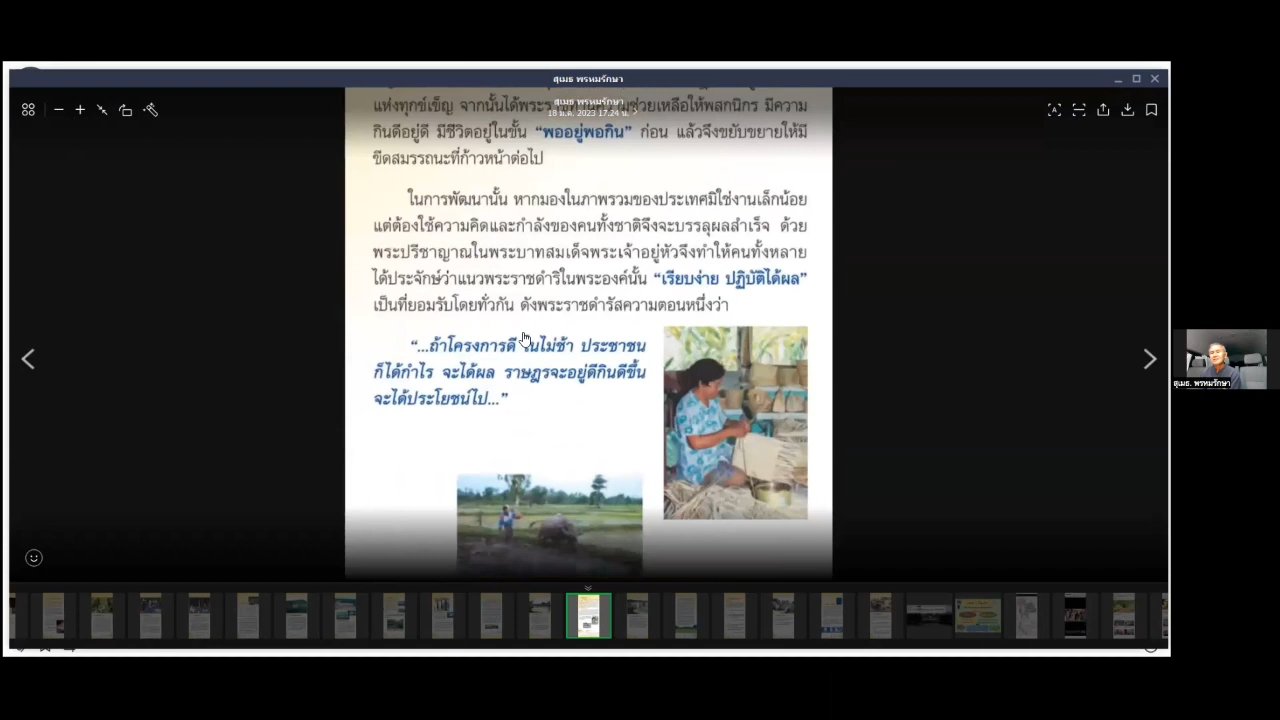 สุเมธ พรหมรักษา
แห่งทุกข์เข็ญ จากนั้นได้พระราชทานความช่วยเหลือให้พสกนิกร มีความ
สุเมธ พรหมรักษา
18 ม.ค. 2023 17:24 น.
กินดีอยู่ดี มีชีวิตอยู่ในขั้น “พออยู่พอกิน” ก่อน แล้วจึงขยับขยายให้มี
ขีดสมรรถนะที่ก้าวหน้าต่อไป
ในการพัฒนานั้น หากมองในภาพรวมของประเทศมิใช่งานเล็กน้อย
แต่ต้องใช้ความคิดและกำลังของคนทั้งชาติจึงจะบรรลุผลสำเร็จ ด้วย
พระปรีชาญาณในพระบาทสมเด็จพระเจ้าอยู่หัวจึงทำให้คนทั้งหลาย
ได้ประจักษ์ว่าแนวพระราชดำริในพระองค์นั้น “เรียบง่าย ปฏิบัติได้ผล”
เป็นที่ยอมรับโดยทั่วกัน ดังพระราชดำรัสความตอนหนึ่งว่า
“...ถ้าโครงการดี ในไม่ช้า ประชาชน
ก็ได้กำไร จะได้ผล ราษฎรจะอยู่ดีกินดีขึ้น
จะได้ประโยชน์ไป...”
สุเมธ. พรหมรักษา